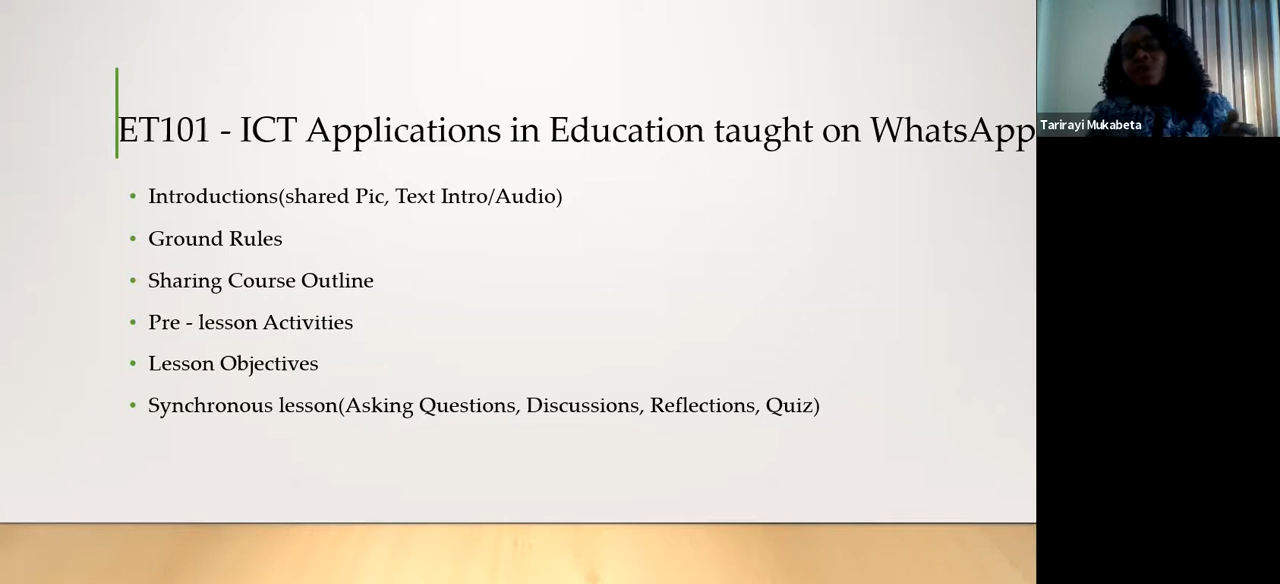 ET101 - ICT Applications in Education taught on WhatsApp
• Introductions(shared Pic, Text Intro/Audio)
• Ground Rules
• Sharing Course Outline
• Pre - lesson Activities
• Lesson Objectives
• Synchronous lesson(Asking Questions, Discussions, Reflections, Quiz)
Tarirayi Mukabeta